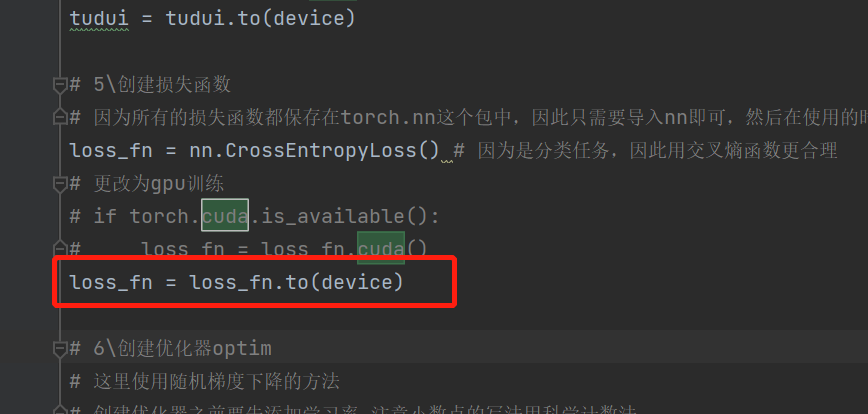 tudui = tudui.to(device)
# 5\创建损失函数
# 因为所有的损失函数都保存在torch.nn这个包中，因此只需要导入nn即可，然后在使用的时
loss_fn = nn.CrossEntropyLoss() # 因为是分类任务，因此用交叉熵函数更合理
# 更改为gpu训练
# if torch.cuda.is_available():
#     loss_fn = loss_fn.cuda()
loss_fn = loss_fn.to(device)
# 6\创建优化器optim
# 这里使用随机梯度下降的方法
# 创建优化器之前要先添加学习率，注意小数点的写法用科学计数法